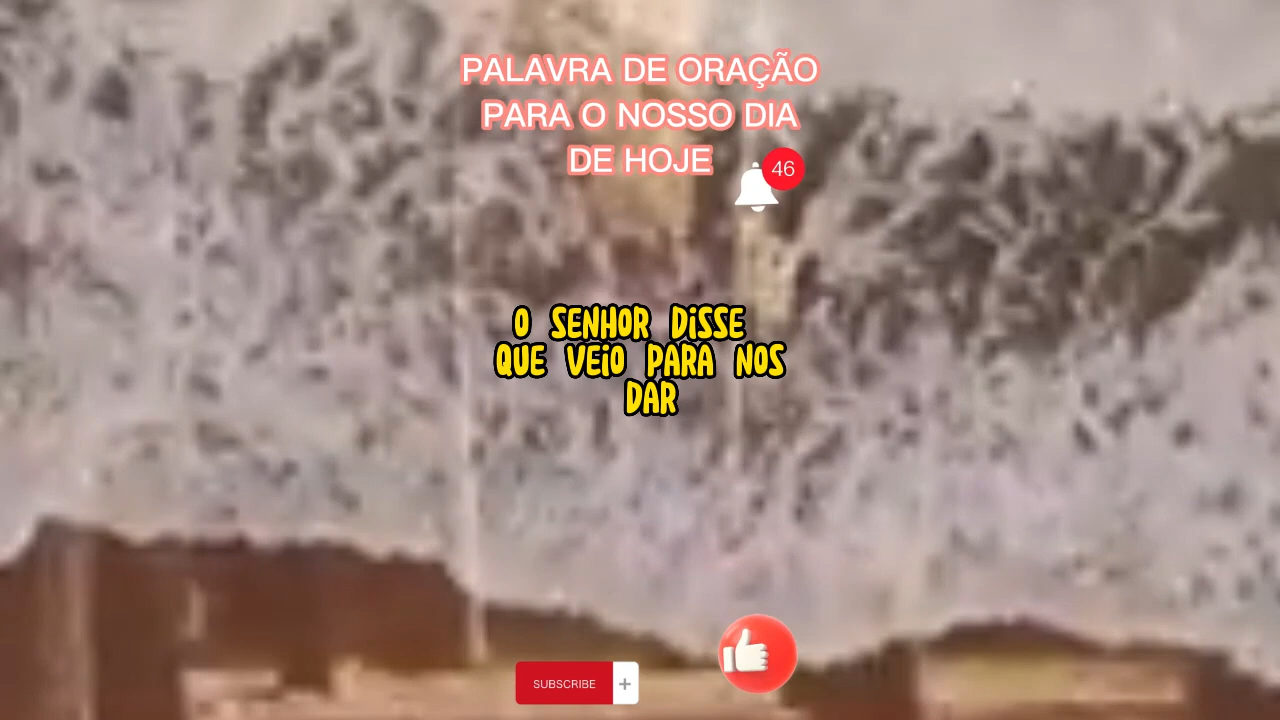 PALAVRA DE ORAÇÃO
PARA O NOSSO DIA
DE HOJE
46
O SENHOR DISSE
QUE VEIO PARA NOS
DAR
SUBSCRIBE +